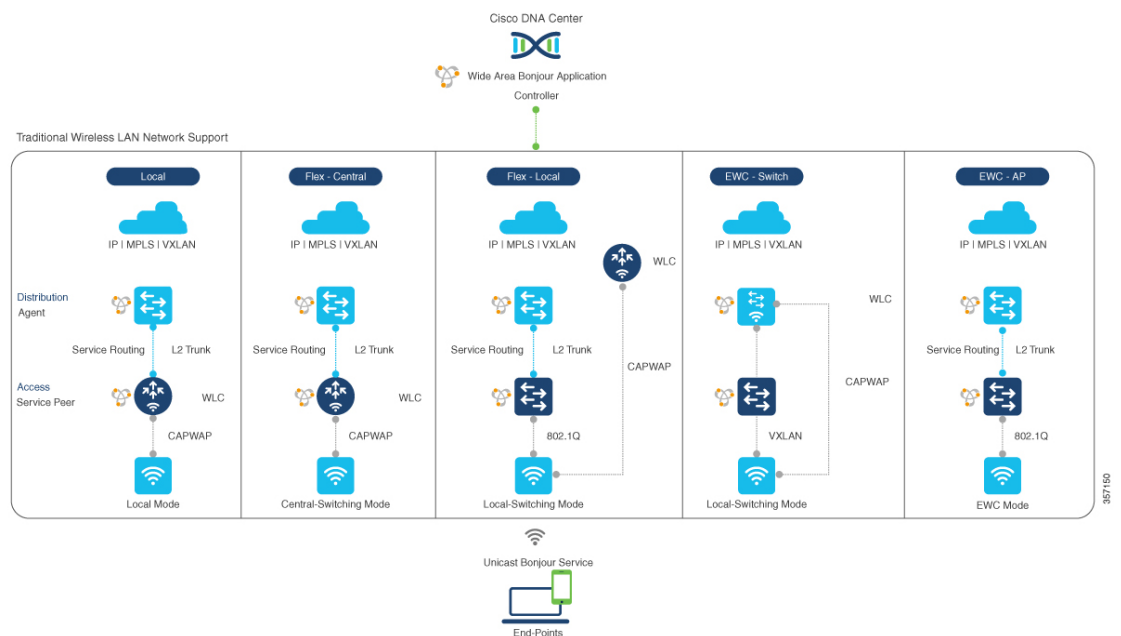 Cisco DNA Center
Wide Area Bonjour Application
Controller
Traditional Wireless LAN Network Support
Local
Flex - Central
Flex - Local
EWC - Switch
EWC - AP
IP | MPLS | VXLAN
IP | MPLS | VXLAN
IP | MPLS | VXLAN
IP | MPLS | VXLAN
IP | MPLS | VXLAN
WLC
Distribution
Agent
WLC
Service Routing
L2 Trunk
Service Routing
L2 Trunk
Service Routing
L2 Trunk
Service Routing
L2 Trunk
CAPWAP
CAPWAP
Access
Service Peer
WLC
WLC
CAPWAP
CAPWAP
802.1Q
VXLAN
802.1Q
Local Mode
Central-Switching Mode
Local-Switching Mode
Local-Switching Mode
EWC Mode
357150
Unicast Bonjour Service
End-Points